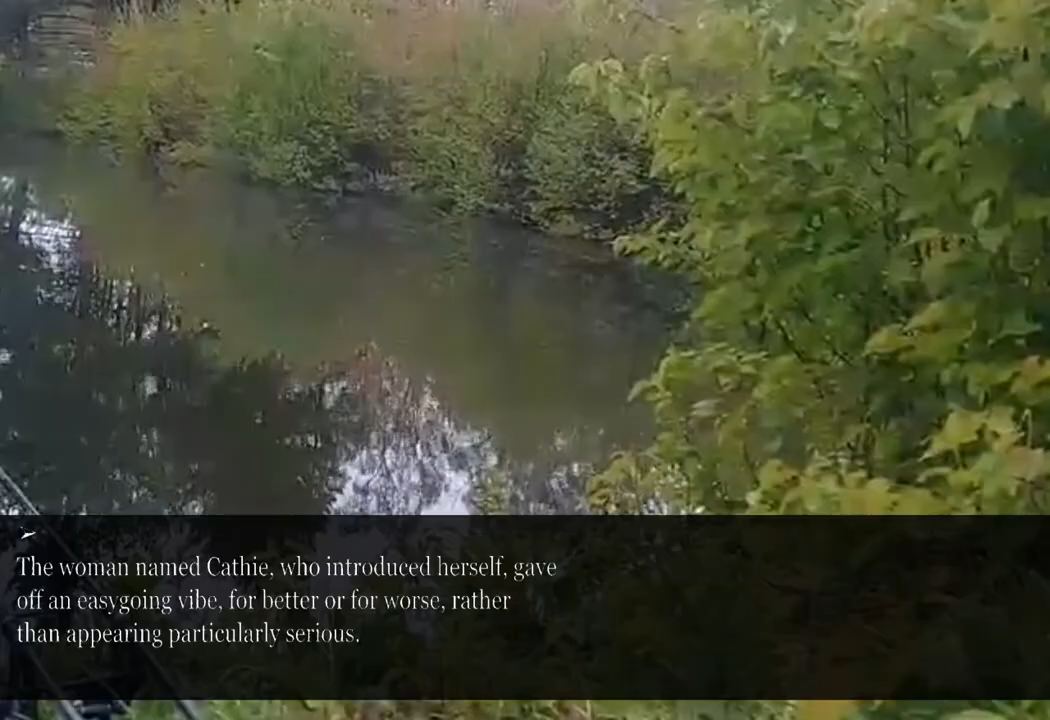 The woman named Cathie, who introduced herself, gave
off an easygoing vibe, for better or for worse, rather
than appearing particularly serious.